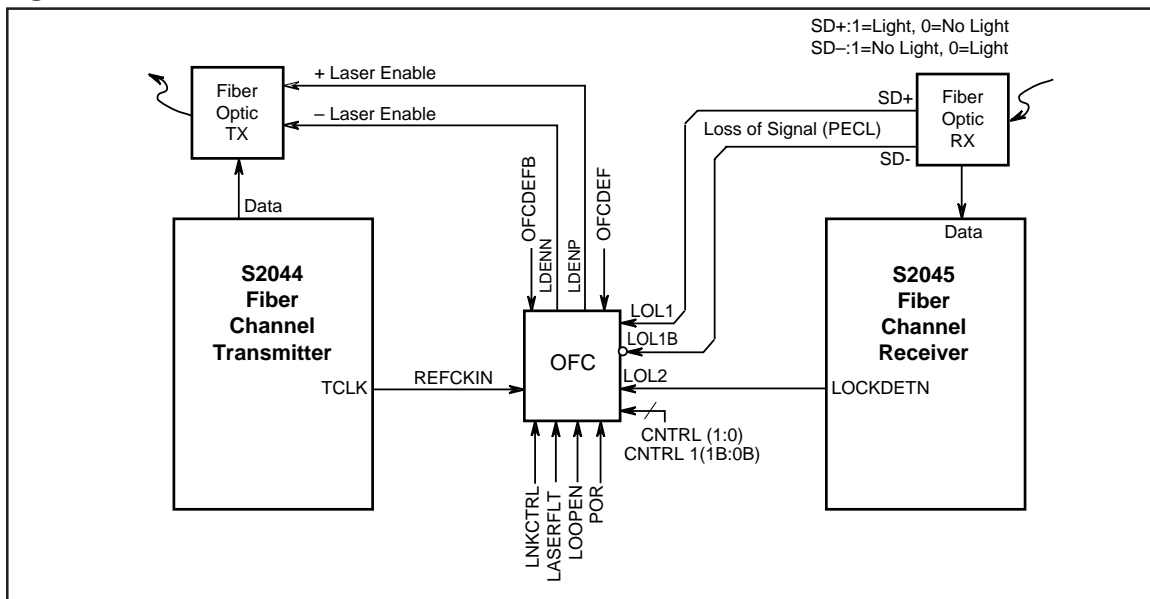 SD+:1=Light, 0=No Light
SD–:1=No Light, 0=Light
Fiber
Optic
TX
+ Laser Enable
– Laser Enable
SD+
Loss of Signal (PECL)
SD-
Fiber
Optic
RX
Data
Data
S2044
Fiber
Channel
Transmitter
TCLK
REFCKIN
OFCDEFB
LDENN
LDENP
OFCDEF
OFC
LOL1
LOL1B
LOL2
CNTRL (1:0)
CNTRL 1(1B:0B)
LNKCTRL
LASERFLT
LOOPEN
POR
S2045
Fiber
Channel
Receiver
LOCKDETN